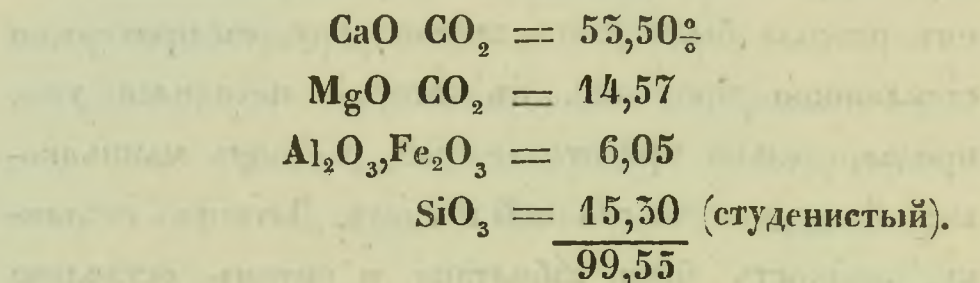 CaO CO₂ = 53,50%
MgO CO₂ = 14,57
Al₂O₃,Fe₂O₃ = 6,05
SiO₃ = 15,30 (студенистый).
99,55